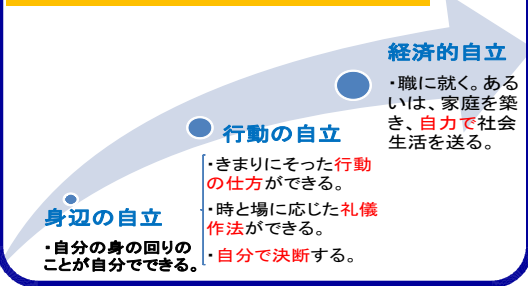 身辺の自立
・自分の身の回りの
ことが自分でできる。
行動の自立
・きまりにそった行動
の仕方ができる。
・時と場に応じた礼儀
作法ができる。
・自分で決断する。
経済的自立
・職に就く。ある
いは、家庭を築
き、自力で社会
生活を送る。